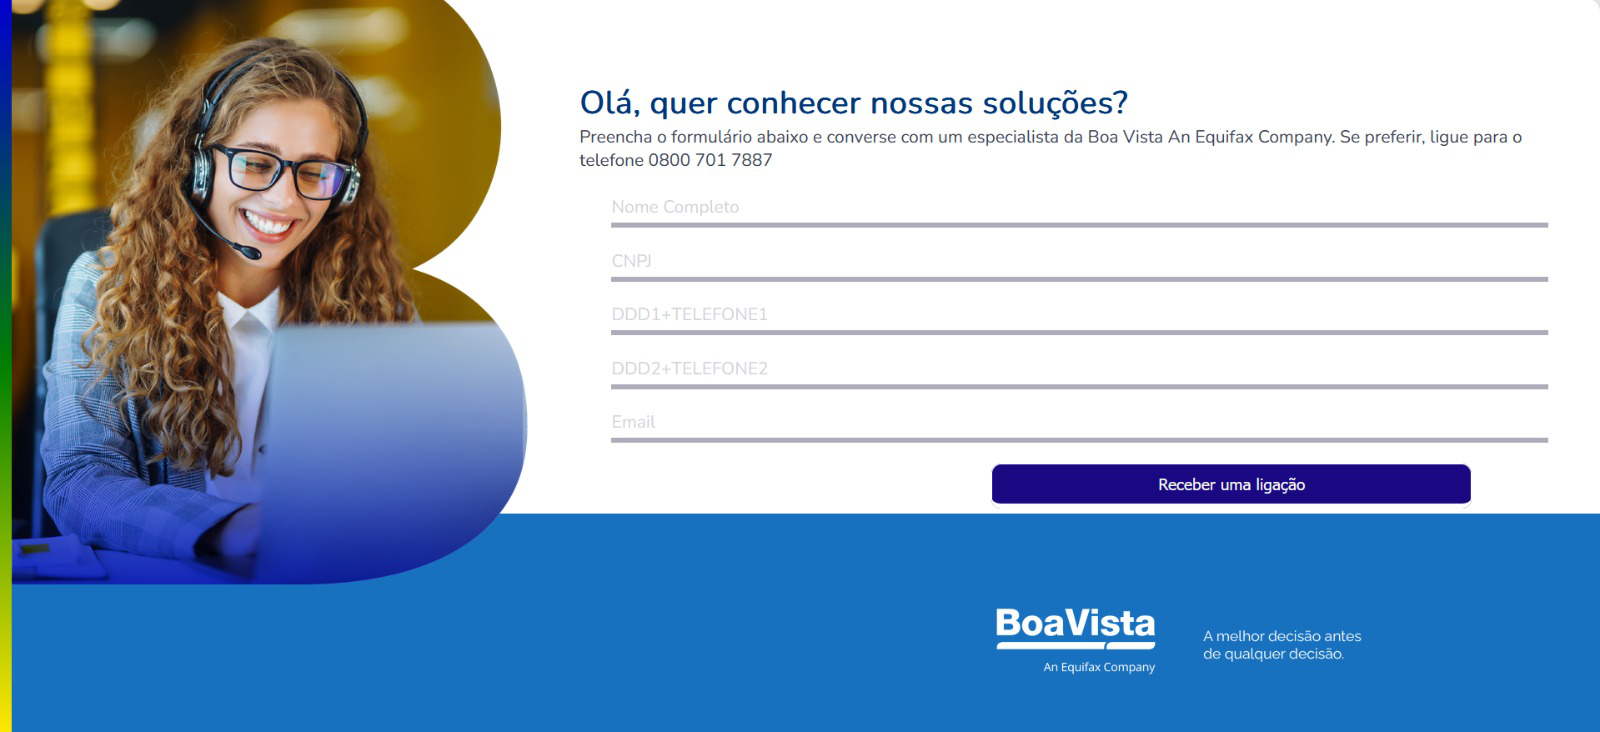 Olá, quer conhecer nossas soluções?
Preencha o formulário abaixo e converse com um especialista da Boa Vista An Equifax Company. Se preferir, ligue para o
telefone 0800 701 7887
Nome Completo
CNPJ
DDD1+TELEFONE1
DDD2+TELEFONE2
Email
Receber uma ligação
BoaVista
An Equifax Company
A melhor decisão antes
de qualquer decisão.